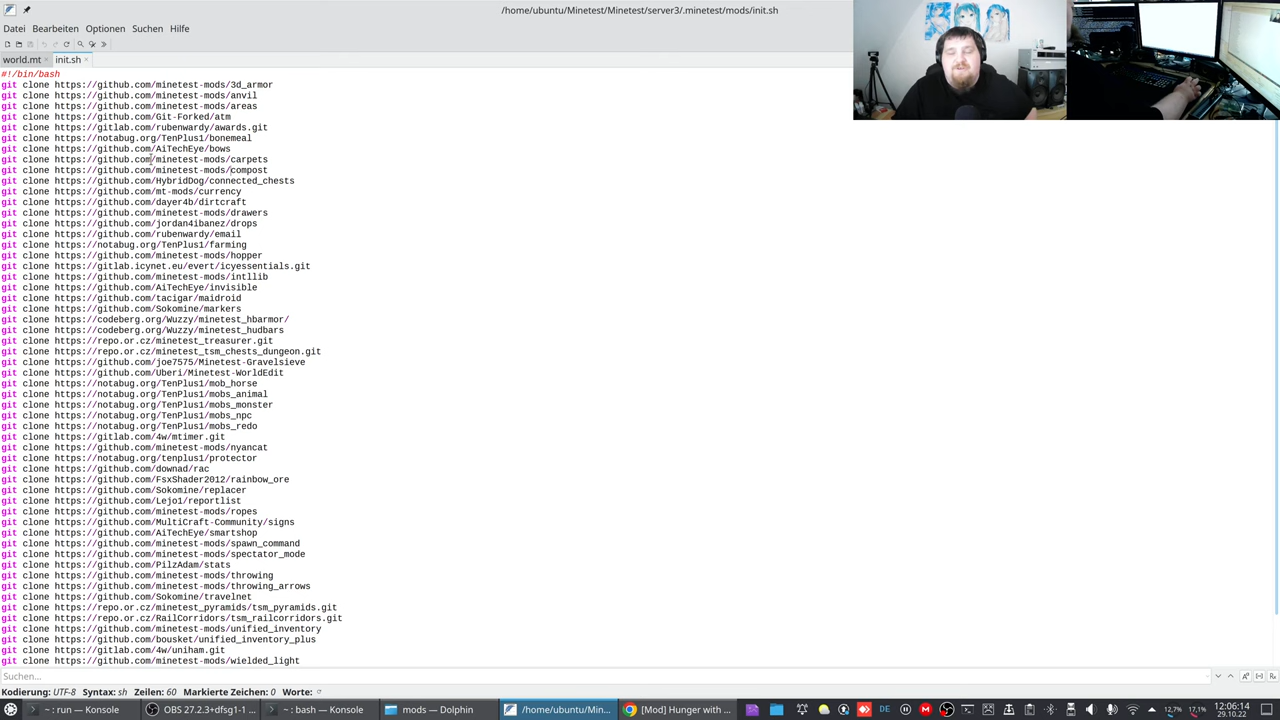 /home/ubuntu/Minetest/Minetest/server3/.minetest/mods/init.sh
Datei Bearbeiten Optionen Suchen Hilfe
world.mt init.sh
#!/bin/bash
git clone https://github.com/minetest-mods/3d_armor
git clone https://github.com/minetest-mods/anvil
git clone https://github.com/minetest-mods/areas
git clone https://github.com/Git-Forked/atm
git clone https://gitlab.com/rubenwardy/awards.git
git clone https://notabug.org/TenPlus1/bonemeal
git clone https://github.com/AiTechEye/bows
git clone https://github.com/minetest-mods/carpets
git clone https://github.com/minetest-mods/compost
git clone https://github.com/HybridDog/connected_chests
git clone https://github.com/mt-mods/currency
git clone https://github.com/dayer4b/dirtcraft
git clone https://github.com/minetest-mods/drawers
git clone https://github.com/jordan4ibanez/drops
git clone https://github.com/rubenwardy/email
git clone https://notabug.org/TenPlus1/farming
git clone https://github.com/minetest-mods/hopper
git clone https://gitlab.icynet.eu/evert/icyessentials.git
git clone https://github.com/minetest-mods/intllib
git clone https://github.com/AiTechEye/invisible
git clone https://github.com/tacigar/maidroid
git clone https://github.com/Sokomine/markers
git clone https://codeberg.org/Wuzzy/minetest_hbarmor/
git clone https://codeberg.org/Wuzzy/minetest_hudbars
git clone https://repo.or.cz/minetest_treasurer.git
git clone https://repo.or.cz/minetest_tsm_chests_dungeon.git
git clone https://github.com/joe7575/Minetest-Gravelsieve
git clone https://github.com/Uberi/Minetest-WorldEdit
git clone https://notabug.org/TenPlus1/mob_horse
git clone https://notabug.org/TenPlus1/mobs_animal
git clone https://notabug.org/TenPlus1/mobs_monster
git clone https://notabug.org/TenPlus1/mobs_npc
git clone https://notabug.org/TenPlus1/mobs_redo
git clone https://gitlab.com/4w/mtimer.git
git clone https://github.com/minetest-mods/nyancat
git clone https://notabug.org/tenplus1/protector
git clone https://github.com/downad/rac
git clone https://github.com/FsxShader2012/rainbow_ore
git clone https://github.com/Sokomine/replacer
git clone https://github.com/Lejo1/reportlist
git clone https://github.com/minetest-mods/ropes
git clone https://github.com/MultiCraft-Community/signs
git clone https://github.com/AiTechEye/smartshop
git clone https://github.com/minetest-mods/spawn_command
git clone https://github.com/minetest-mods/spectator_mode
git clone https://github.com/PilzAdam/stats
git clone https://github.com/minetest-mods/throwing
git clone https://github.com/minetest-mods/throwing_arrows
git clone https://github.com/Sokomine/travelnet
git clone https://repo.or.cz/minetest_pyramids/tsm_pyramids.git
git clone https://repo.or.cz/RailCorridors/tsm_railcorridors.git
git clone https://github.com/minetest-mods/unified_inventory
git clone https://github.com/bousket/unified_inventory_plus
git clone https://gitlab.com/4w/uniham.git
git clone https://github.com/minetest-mods/wielded_light
Suchen...
Kodierung: UTF-8 Syntax: sh Zeilen: 60 Markierte Zeichen: 0 Worte:
~ : run — Konsole OBS 27.2.3+dfsg1-1 ... ~ : bash — Konsole mods — Dolphin /home/ubuntu/Min... [Mod] Hunger with ... DE 12,7% 17,1% 12:06:14
29.10.22